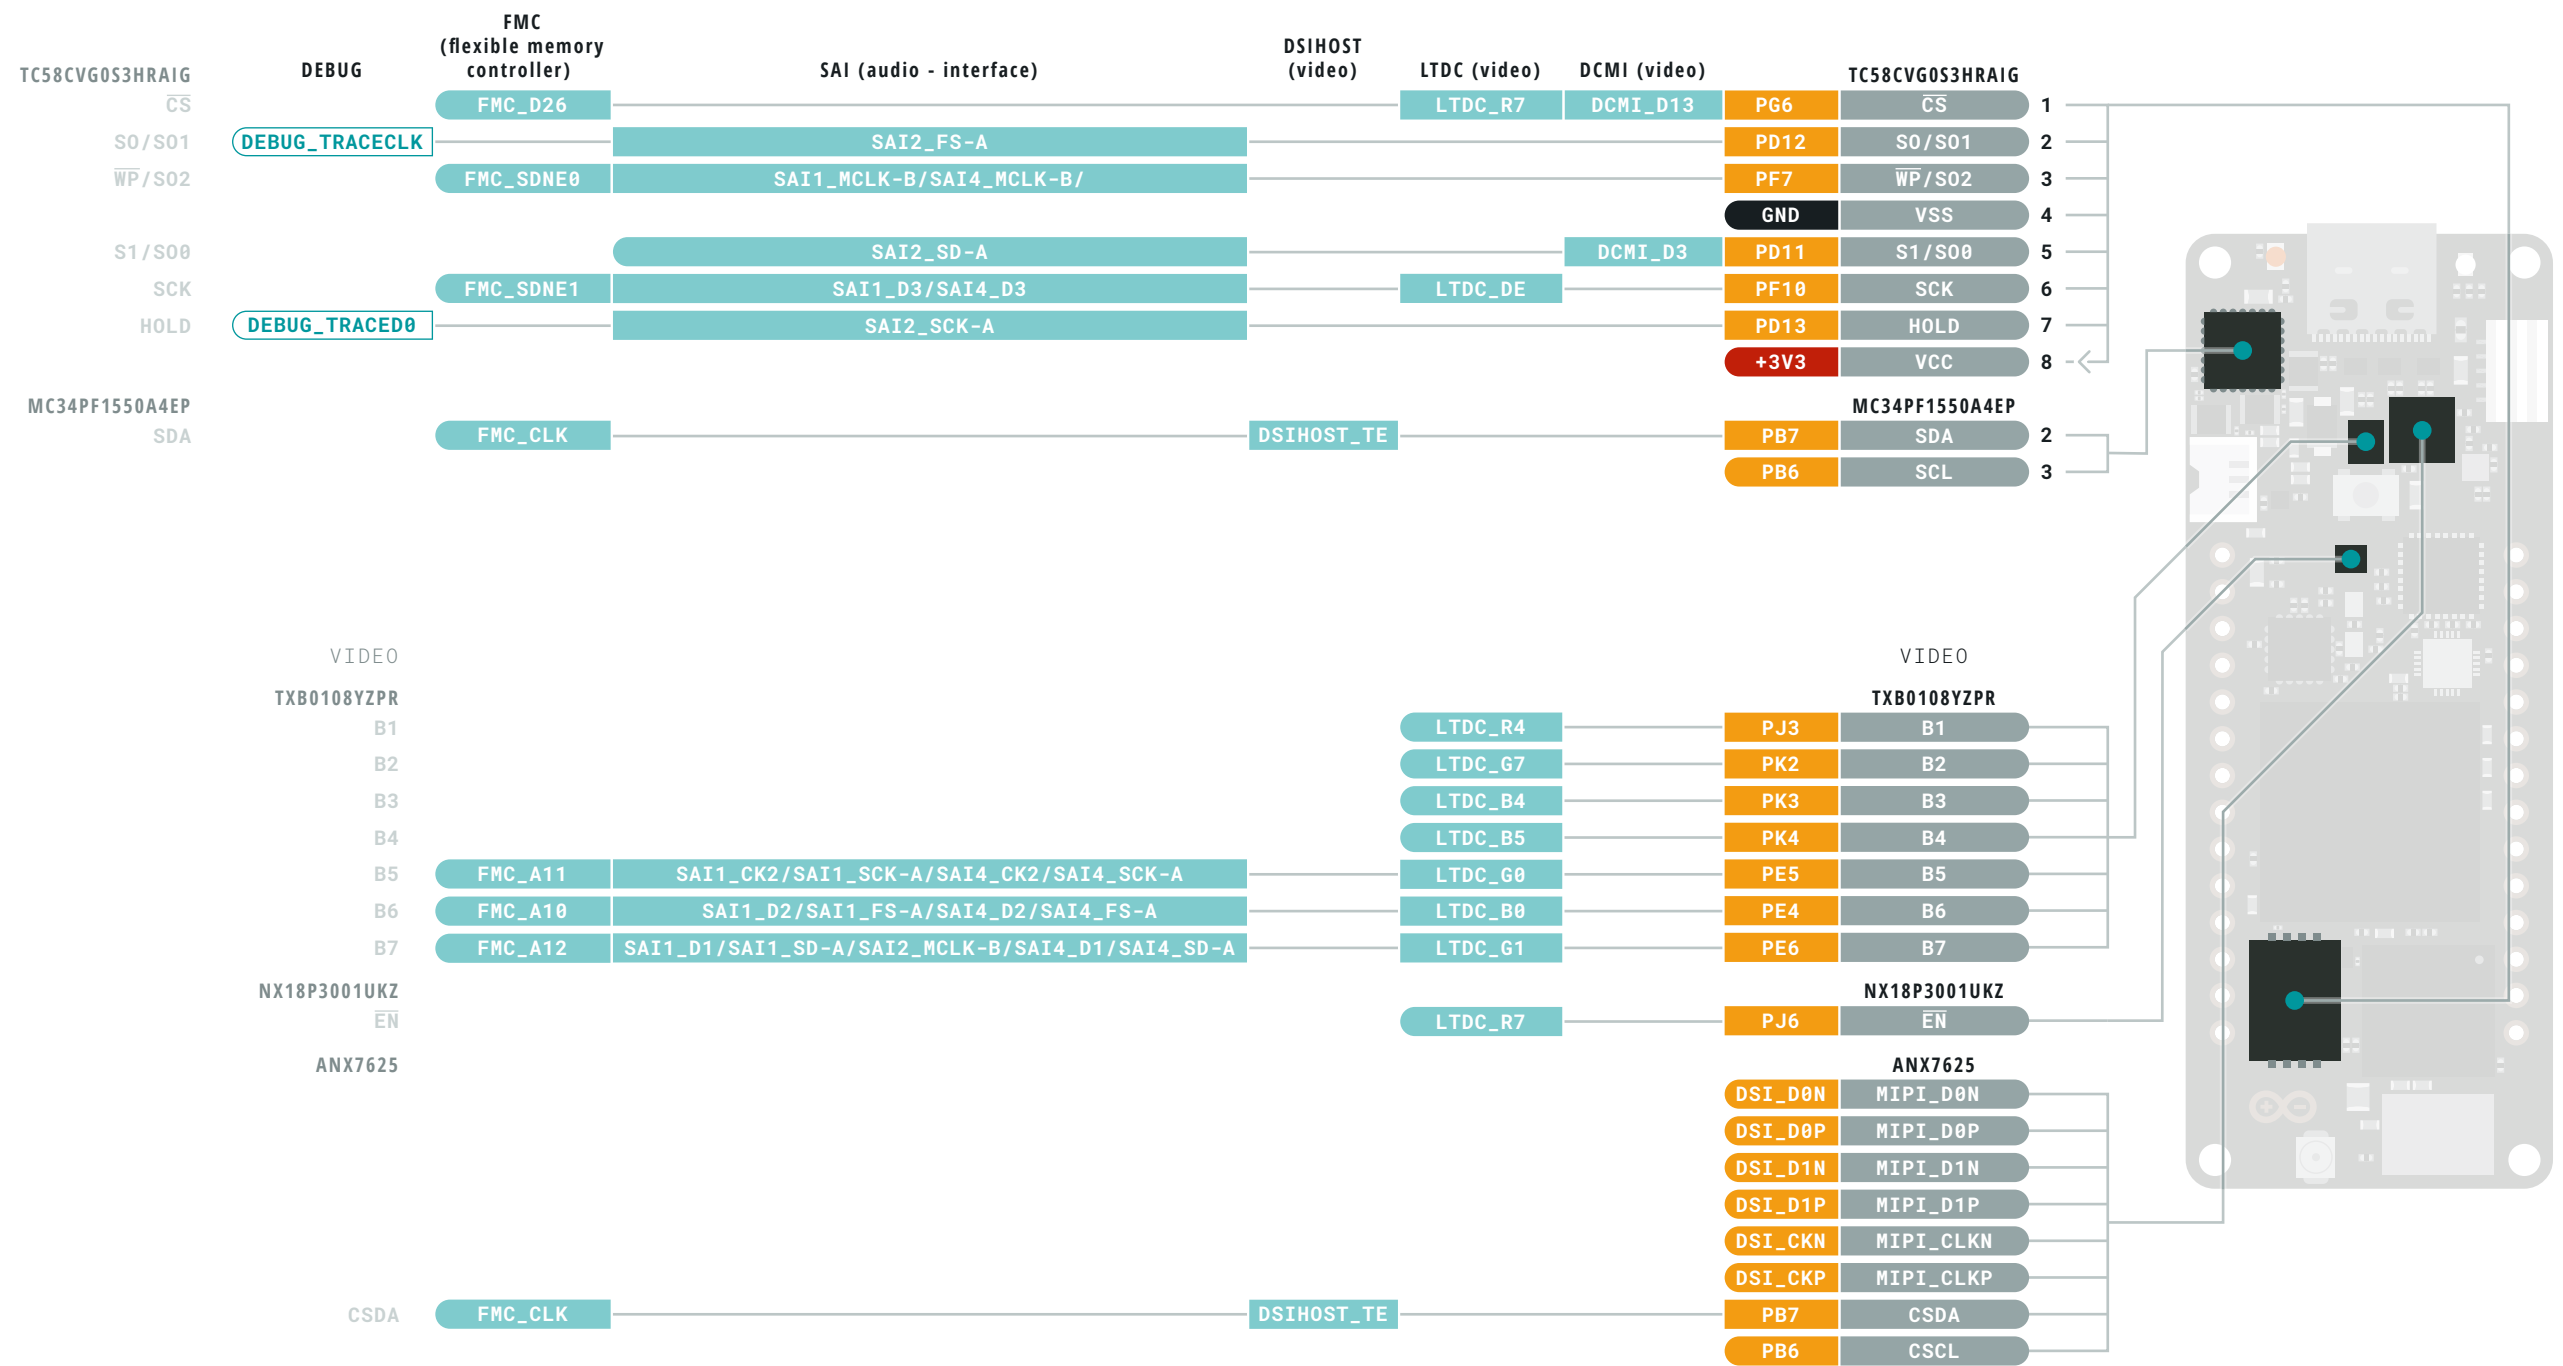 FMC
(flexible memory
controller)
DSIHOST
(video)
TC58CVG0S3HRAIG DEBUG SAI (audio - interface) LTDC (video) DCMI (video) TC58CVG0S3HRAIG
CS FMC_D26 LTDC_R7 DCMI_D13 PG6 CS 1
SO/SO1 DEBUG_TRACECLK SAI2_FS-A PD12 SO/SO1 2
WP/SO2 FMC_SDNE0 SAI1_MCLK-B/SAI4_MCLK-B/ PF7 WP/SO2 3
GND VSS 4
S1/SO0 SAI2_SD-A DCMI_D3 PD11 S1/SO0 5
SCK FMC_SDNE1 SAI1_D3/SAI4_D3 LTDC_DE PF10 SCK 6
HOLD DEBUG_TRACED0 SAI2_SCK-A PD13 HOLD 7
+3V3 VCC 8
MC34PF1550A4EP MC34PF1550A4EP
SDA FMC_CLK DSIHOST_TE PB7 SDA 2
PB6 SCL 3
VIDEO VIDEO
TXB0108YZPR TXB0108YZPR
B1 LTDC_R4 PJ3 B1
B2 LTDC_G7 PK2 B2
B3 LTDC_B4 PK3 B3
B4 LTDC_B5 PK4 B4
B5 FMC_A11 SAI1_CK2/SAI1_SCK-A/SAI4_CK2/SAI4_SCK-A LTDC_G0 PE5 B5
B6 FMC_A10 SAI1_D2/SAI1_FS-A/SAI4_D2/SAI4_FS-A LTDC_B0 PE4 B6
B7 FMC_A12 SAI1_D1/SAI1_SD-A/SAI2_MCLK-B/SAI4_D1/SAI4_SD-A LTDC_G1 PE6 B7
NX18P3001UKZ NX18P3001UKZ
EN LTDC_R7 PJ6 EN
ANX7625 ANX7625
DSI_D0N MIPI_D0N
DSI_D0P MIPI_D0P
DSI_D1N MIPI_D1N
DSI_D1P MIPI_D1P
DSI_CKN MIPI_CLKN
DSI_CKP MIPI_CLKP
CSDA FMC_CLK DSIHOST_TE PB7 CSDA
PB6 CSCL